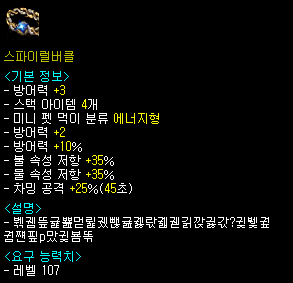 스파이럴버클
<기본 정보>
- 방어력 +3
- 스택 아이템 4개
- 미니 펫 먹이 분류 에너지형
- 방어력 +2
- 방어력 +10%
- 불 속성 저항 +35%
- 물 속성 저항 +35%
- 차밍 공격 +25%(45초)
<설명>
<요구 능력치>
- 레벨 107